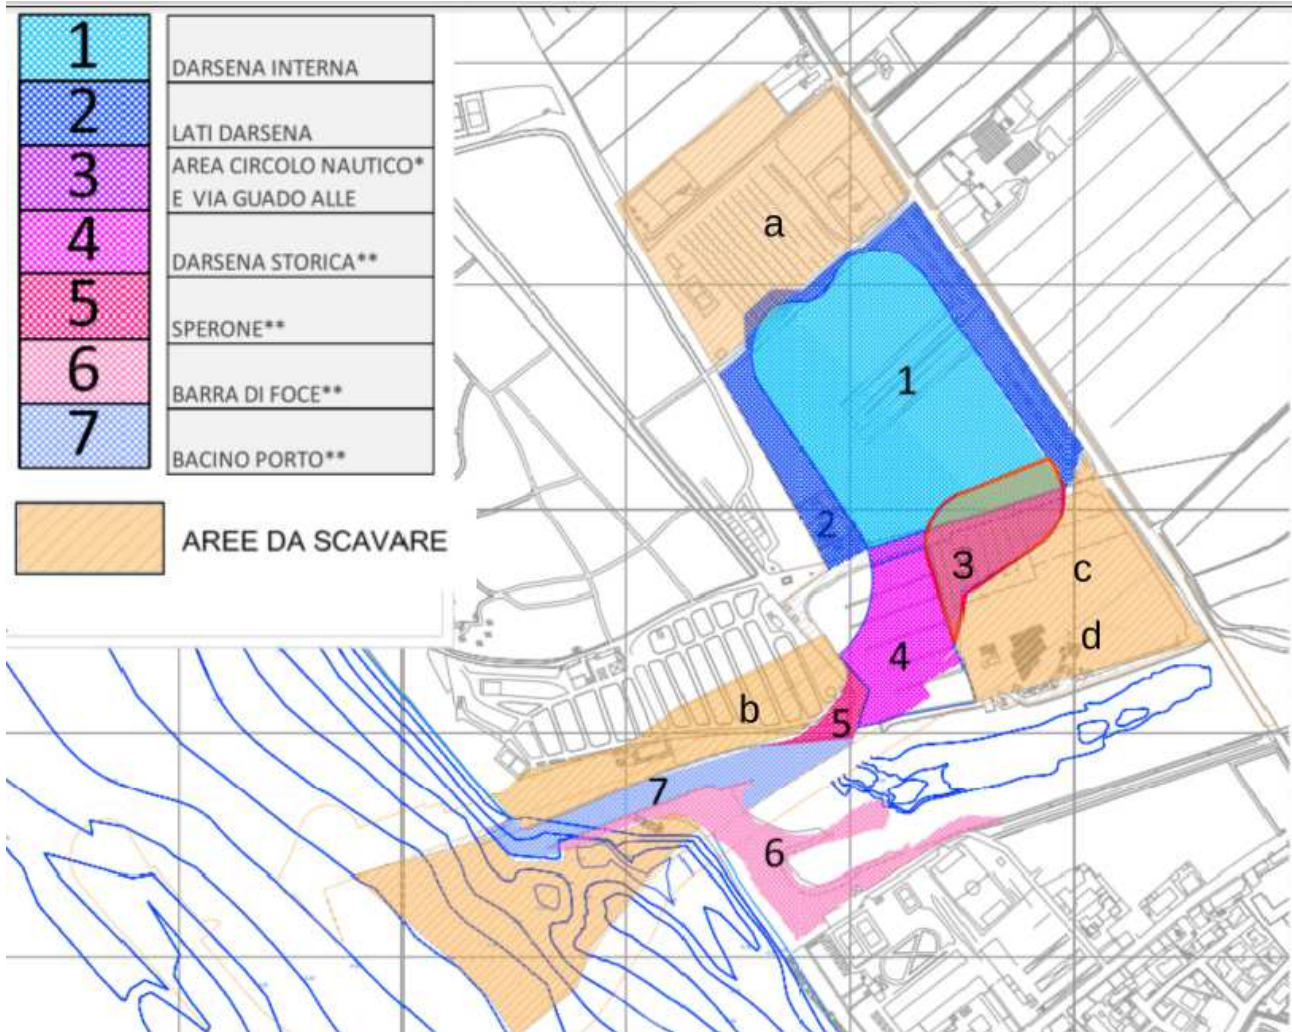 1
DARSENA INTERNA
2
LATI DARSENA
3
AREA CIRCOLO NAUTICO*
E VIA GUADO ALLE
4
DARSENA STORICA**
5
SPERONE**
6
BARRA DI FOCE**
7
BACINO PORTO**
AREE DA SCAVARE
a
1
2
3
c
d
4
b
5
7
6